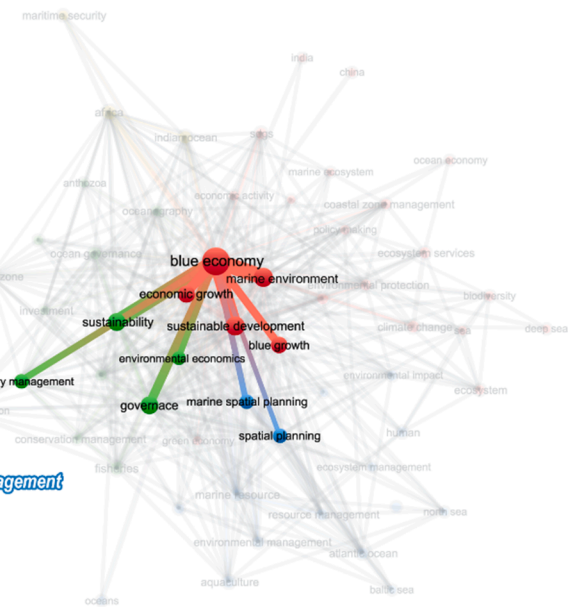 maritime security
india
china
africa
indian ocean
sdgs
ocean economy
marine ecosystem
anthozoa
economic activity
coastal zone management
oceanography
policy making
ocean governance
ecosystem services
blue economy
zone
marine environment
environmental protection
economic growth
biodiversity
investment
sustainability
sustainable development
climate change
sea
deep sea
blue growth
environmental economics
y management
environmental impact
ecosystem
governace
marine spatial planning
human
spatial planning
conservation management
green economy
fisheries
ecosystem management
agement
marine resource
resource management
north sea
environmental management
atlantic ocean
aquaculture
baltic sea
oceans